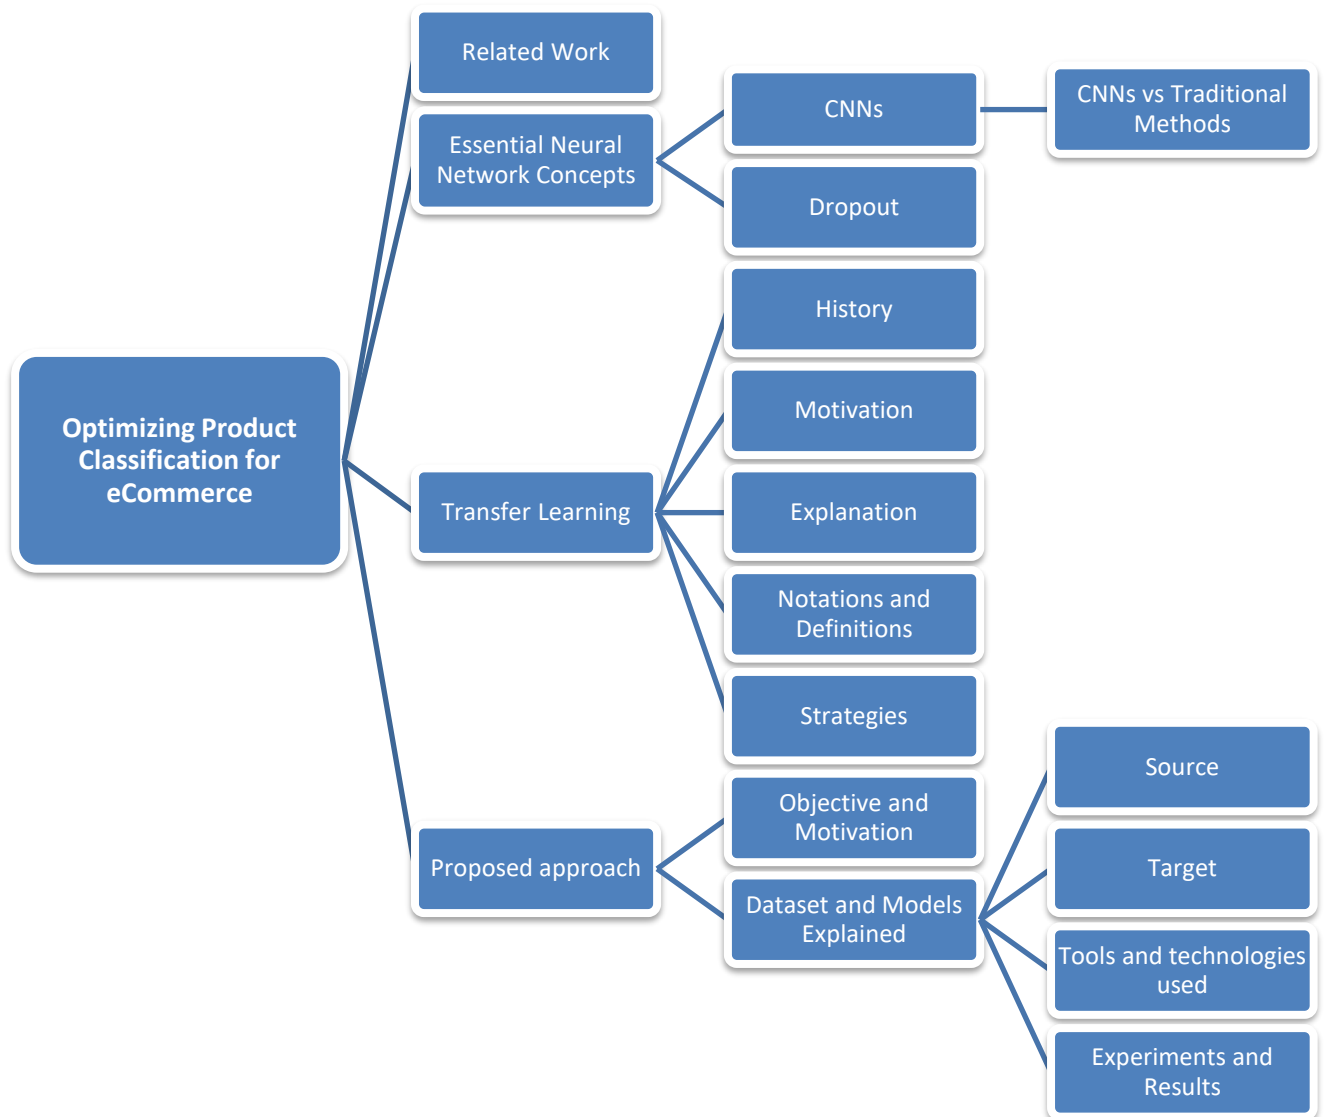 Related Work
Essential Neural
Network Concepts
CNNs
CNNs vs Traditional
Methods
Dropout
Optimizing Product
Classification for
eCommerce
Transfer Learning
History
Motivation
Explanation
Notations and
Definitions
Strategies
Proposed approach
Objective and
Motivation
Dataset and Models
Explained
Source
Target
Tools and technologies
used
Experiments and
Results